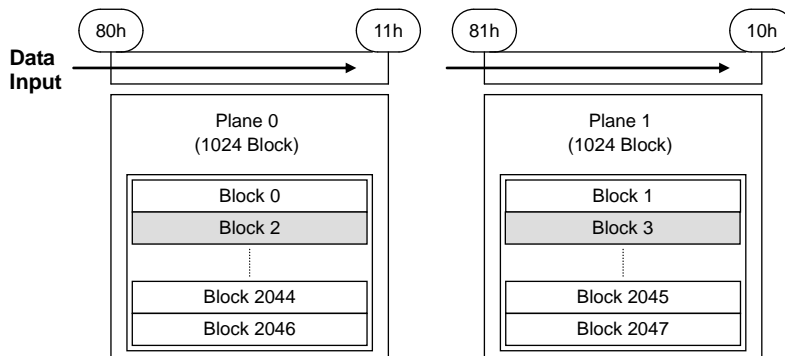 80h 11h 81h 10h
Data
Input
Plane 0
(1024 Block)
Block 0
Block 2
Block 2044
Block 2046
Plane 1
(1024 Block)
Block 1
Block 3
Block 2045
Block 2047